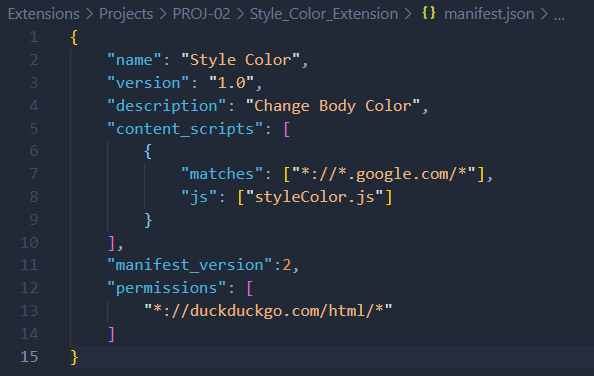 Extensions > Projects > PROJ-02 > Style_Color_Extension > {} manifest.json > ...
1 {
2     "name": "Style Color",
3     "version": "1.0",
4     "description": "Change Body Color",
5     "content_scripts": [
6         {
7             "matches": ["*://*.google.com/*"],
8             "js": ["styleColor.js"]
9         }
10     ],
11     "manifest_version":2,
12     "permissions": [
13         "*://duckduckgo.com/html/*"
14     ]
15 }